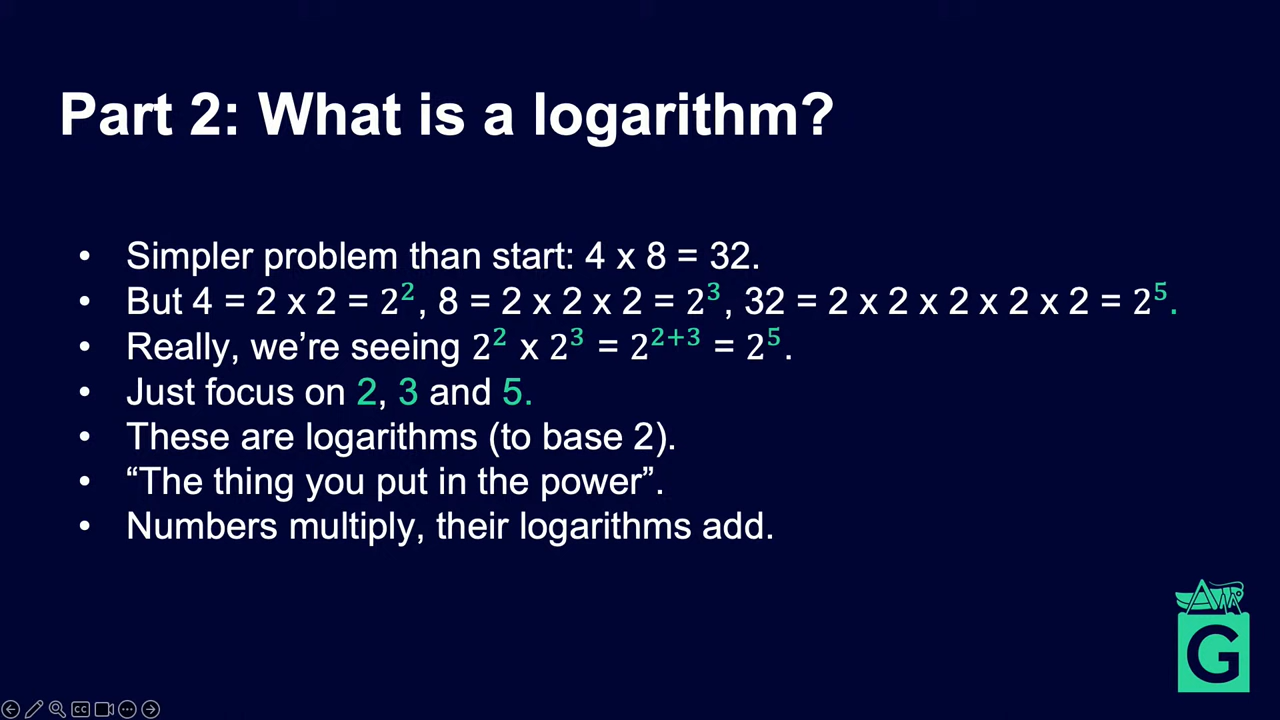 Part 2: What is a logarithm?
• Simpler problem than start: 4 x 8 = 32.
• But 4 = 2 x 2 = 2², 8 = 2 x 2 x 2 = 2³, 32 = 2 x 2 x 2 x 2 x 2 = 2⁵.
• Really, we’re seeing 2² x 2³ = 2²⁺³ = 2⁵.
• Just focus on 2, 3 and 5.
• These are logarithms (to base 2).
• “The thing you put in the power”.
• Numbers multiply, their logarithms add.
G
CC